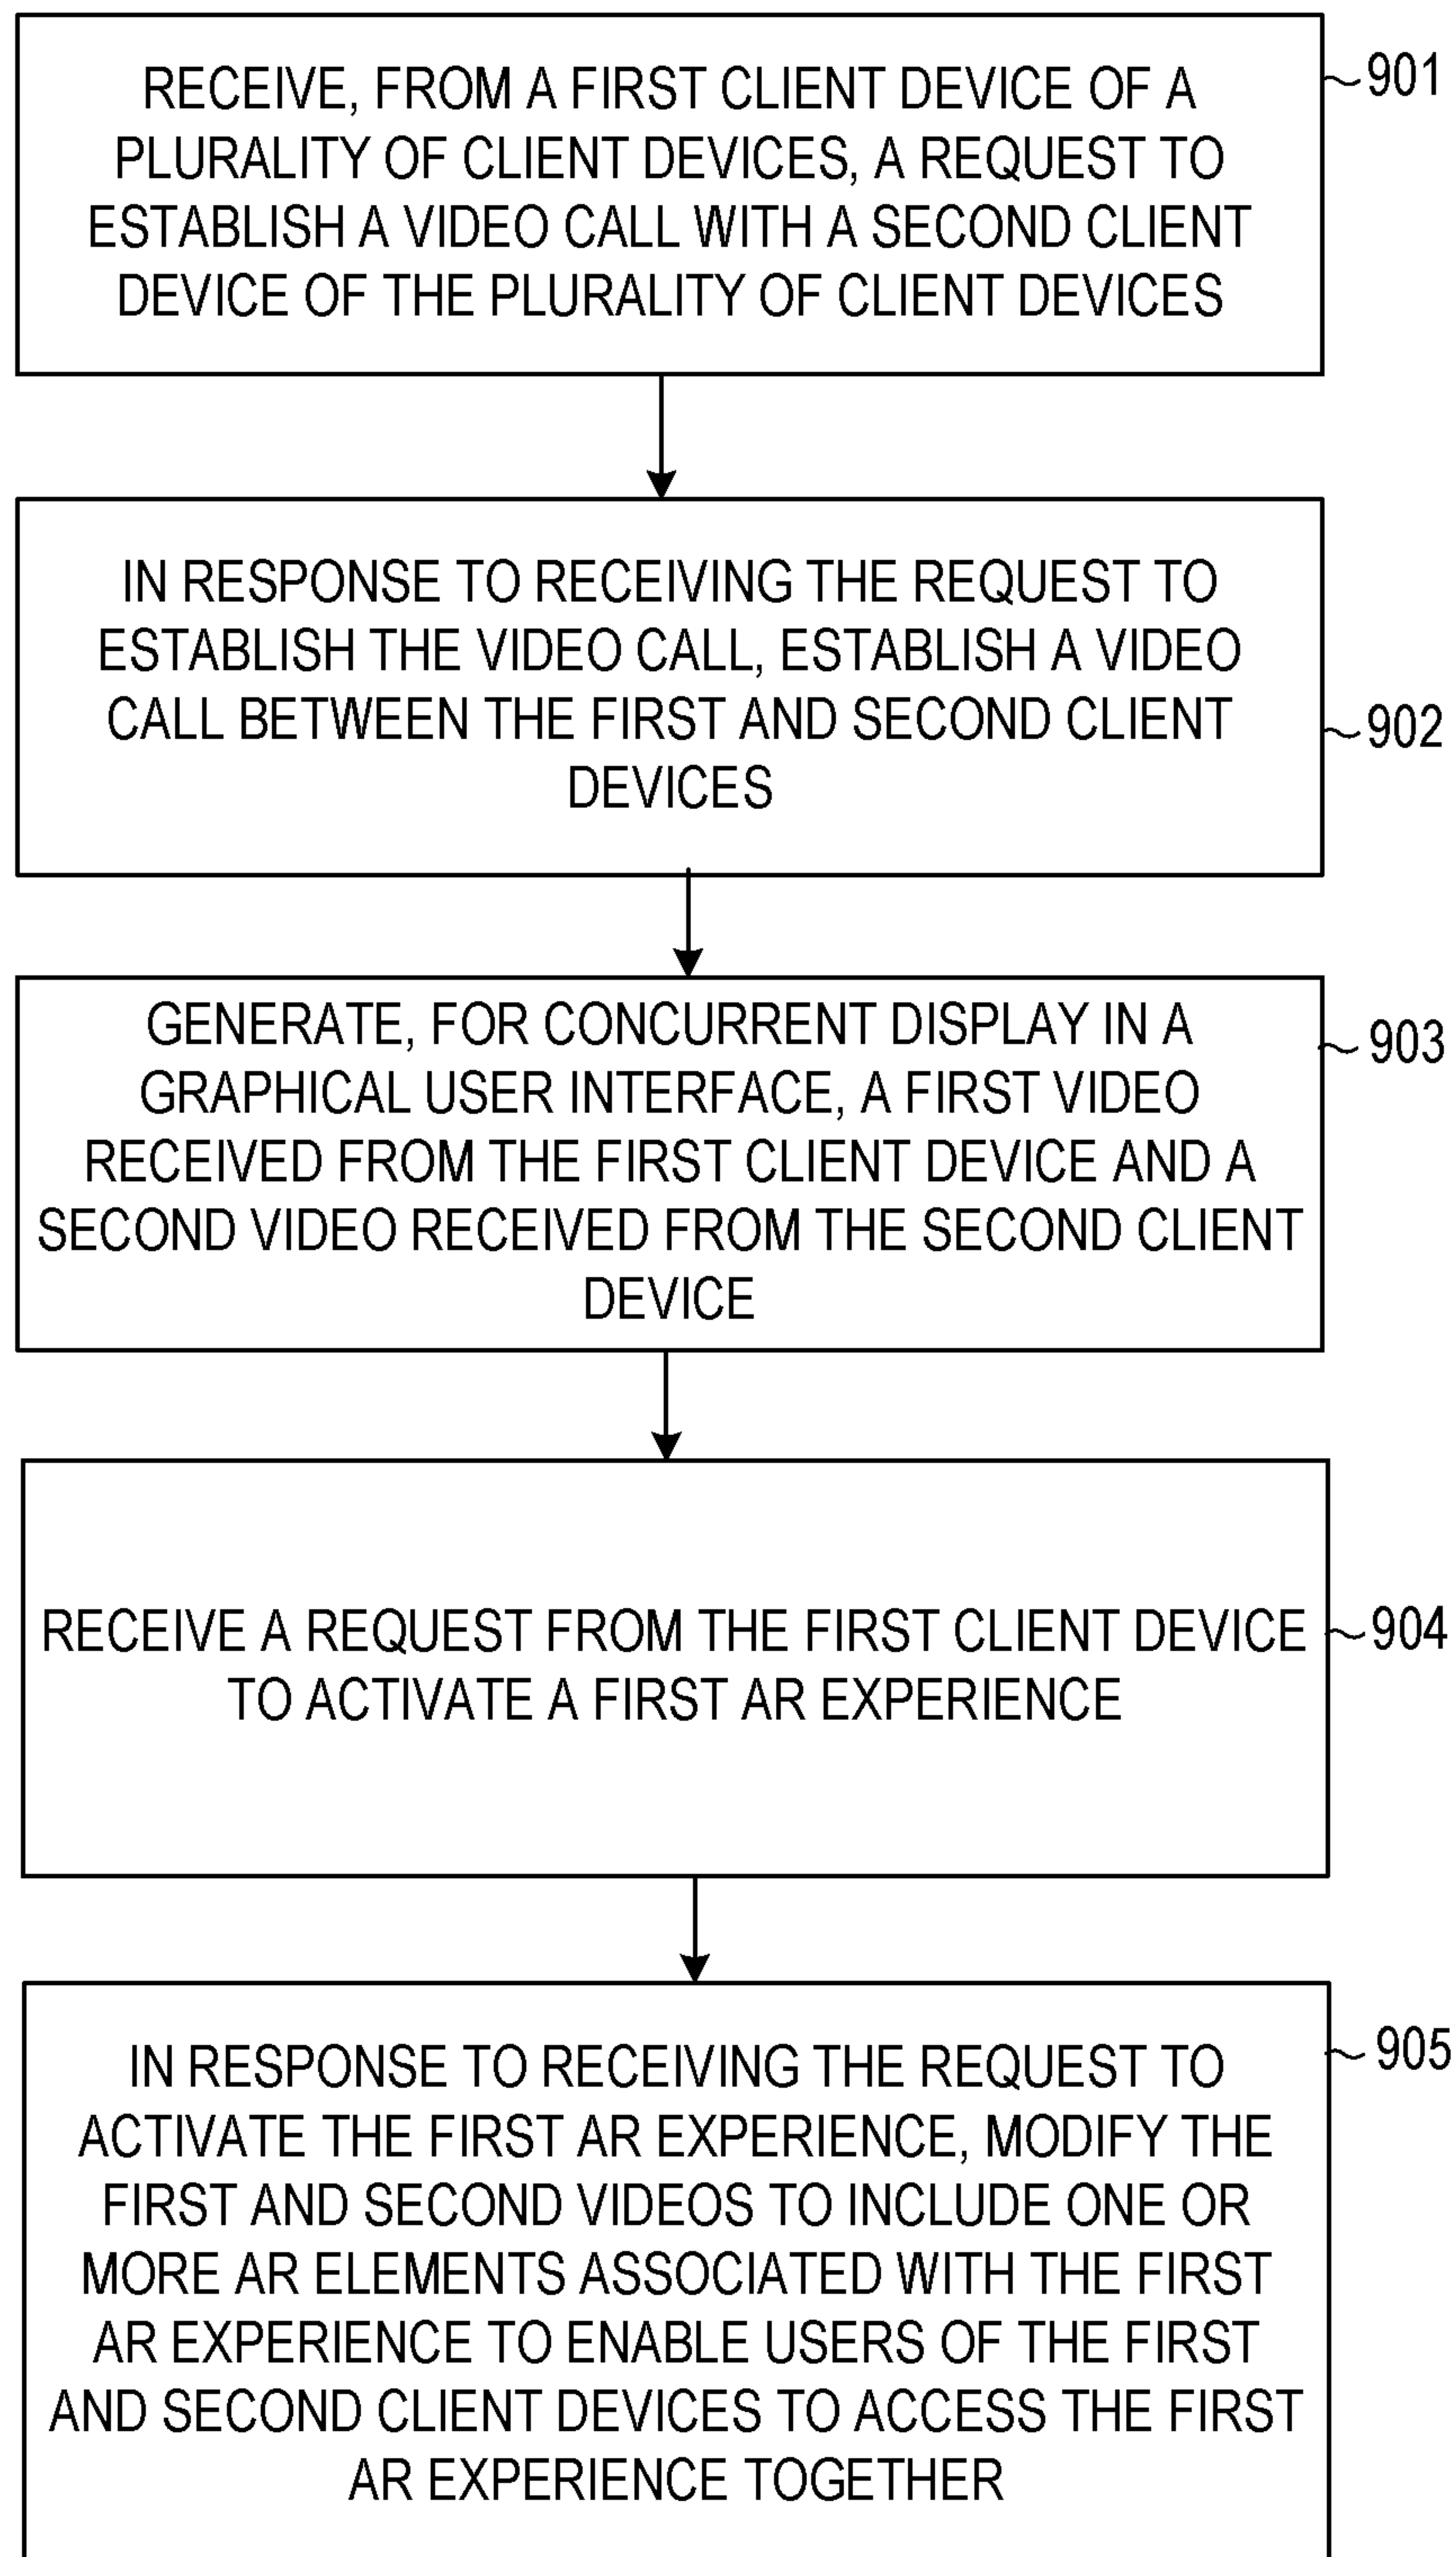 RECEIVE, FROM A FIRST CLIENT DEVICE OF A
PLURALITY OF CLIENT DEVICES, A REQUEST TO
ESTABLISH A VIDEO CALL WITH A SECOND CLIENT
DEVICE OF THE PLURALITY OF CLIENT DEVICES
901
IN RESPONSE TO RECEIVING THE REQUEST TO
ESTABLISH THE VIDEO CALL, ESTABLISH A VIDEO
CALL BETWEEN THE FIRST AND SECOND CLIENT
DEVICES
902
GENERATE, FOR CONCURRENT DISPLAY IN A
GRAPHICAL USER INTERFACE, A FIRST VIDEO
RECEIVED FROM THE FIRST CLIENT DEVICE AND A
SECOND VIDEO RECEIVED FROM THE SECOND CLIENT
DEVICE
903
RECEIVE A REQUEST FROM THE FIRST CLIENT DEVICE
TO ACTIVATE A FIRST AR EXPERIENCE
904
IN RESPONSE TO RECEIVING THE REQUEST TO
ACTIVATE THE FIRST AR EXPERIENCE, MODIFY THE
FIRST AND SECOND VIDEOS TO INCLUDE ONE OR
MORE AR ELEMENTS ASSOCIATED WITH THE FIRST
AR EXPERIENCE TO ENABLE USERS OF THE FIRST
AND SECOND CLIENT DEVICES TO ACCESS THE FIRST
AR EXPERIENCE TOGETHER
905